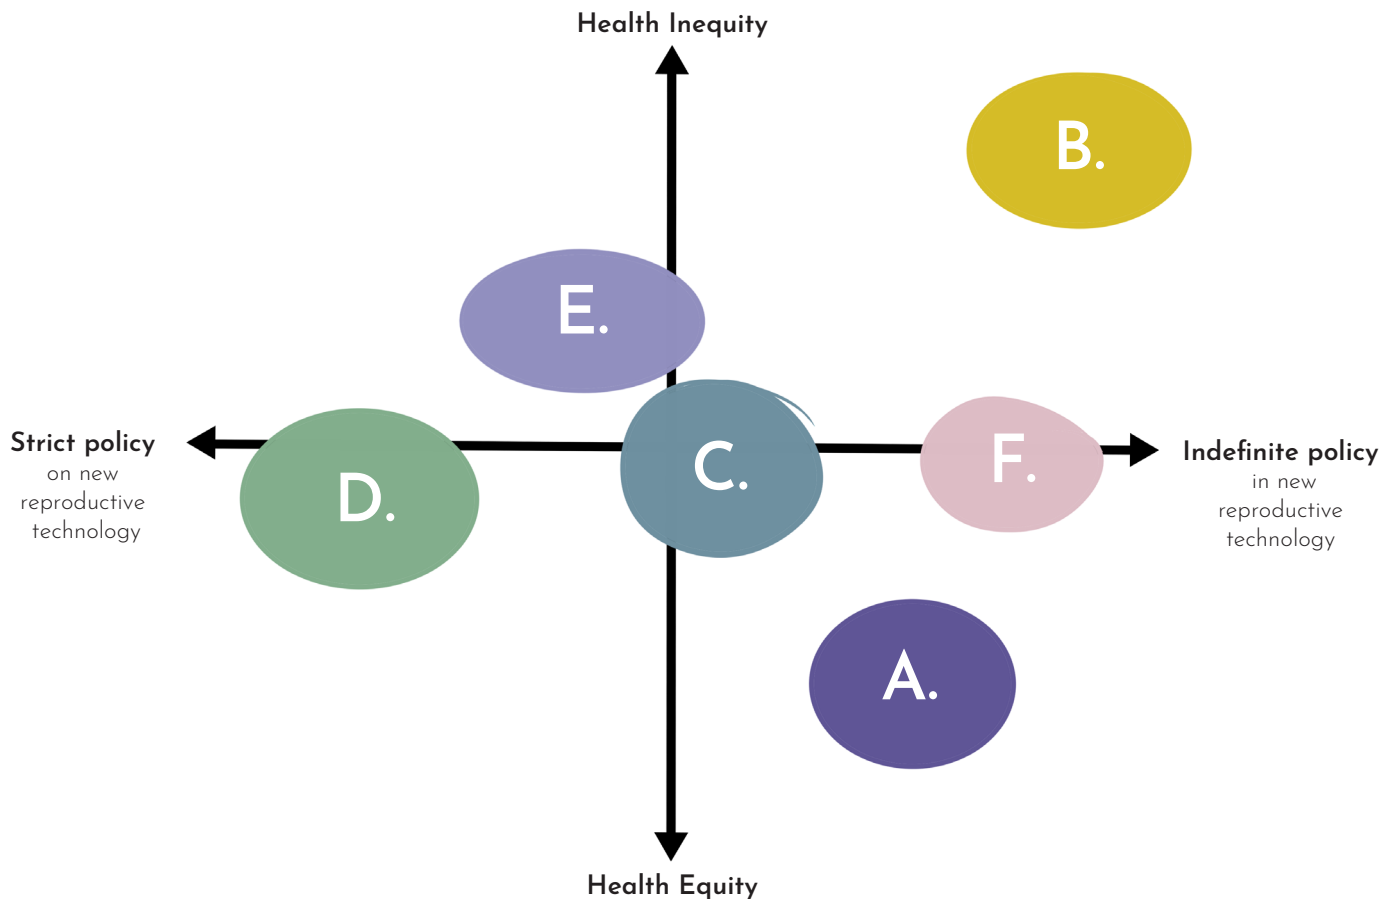 Health Inequity
B.
E.
Strict policy
on new
reproductive
technology
D.
C.
F.
Indefinite policy
in new
reproductive
technology
A.
Health Equity